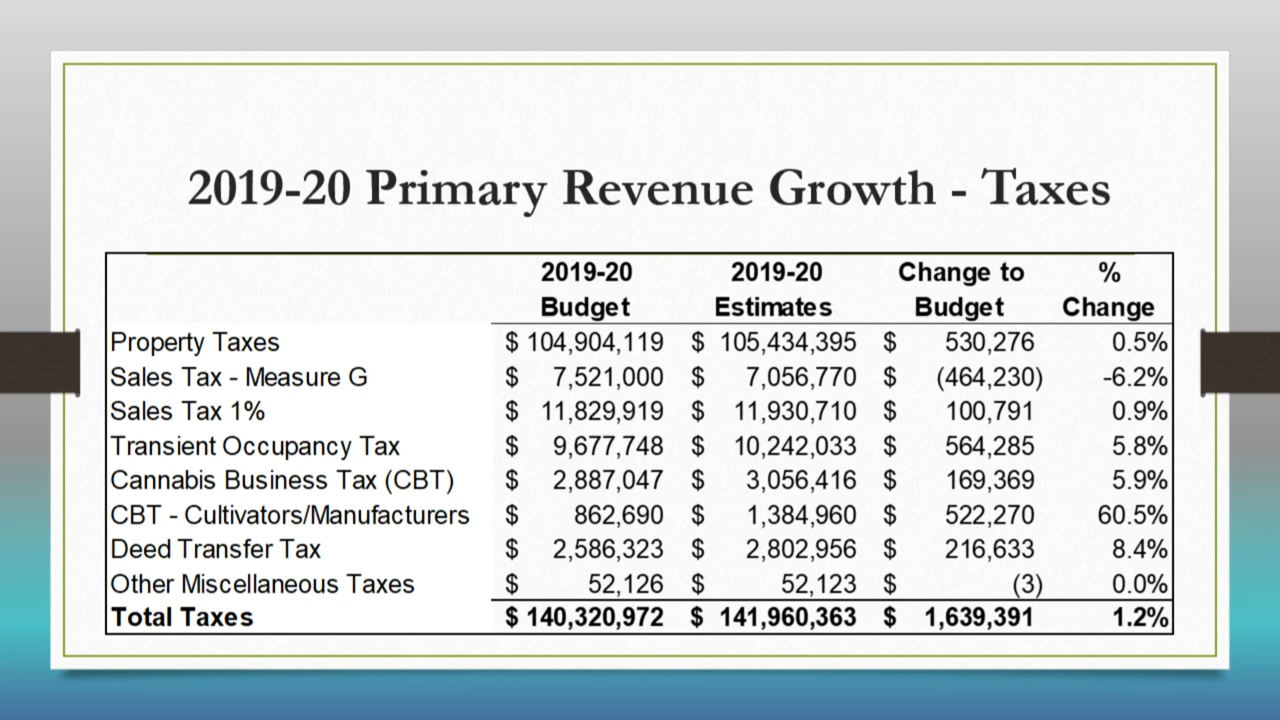 2019-20 Primary Revenue Growth - Taxes
2019-20 2019-20 Change to %
Budget Estimates Budget Change
Property Taxes $ 104,904,119 $ 105,434,395 $ 530,276 0.5%
Sales Tax - Measure G $ 7,521,000 $ 7,056,770 $ (464,230) -6.2%
Sales Tax 1% $ 11,829,919 $ 11,930,710 $ 100,791 0.9%
Transient Occupancy Tax $ 9,677,748 $ 10,242,033 $ 564,285 5.8%
Cannabis Business Tax (CBT) $ 2,887,047 $ 3,056,416 $ 169,369 5.9%
CBT - Cultivators/Manufacturers $ 862,690 $ 1,384,960 $ 522,270 60.5%
Deed Transfer Tax $ 2,586,323 $ 2,802,956 $ 216,633 8.4%
Other Miscellaneous Taxes $ 52,126 $ 52,123 $ (3) 0.0%
Total Taxes $ 140,320,972 $ 141,960,363 $ 1,639,391 1.2%